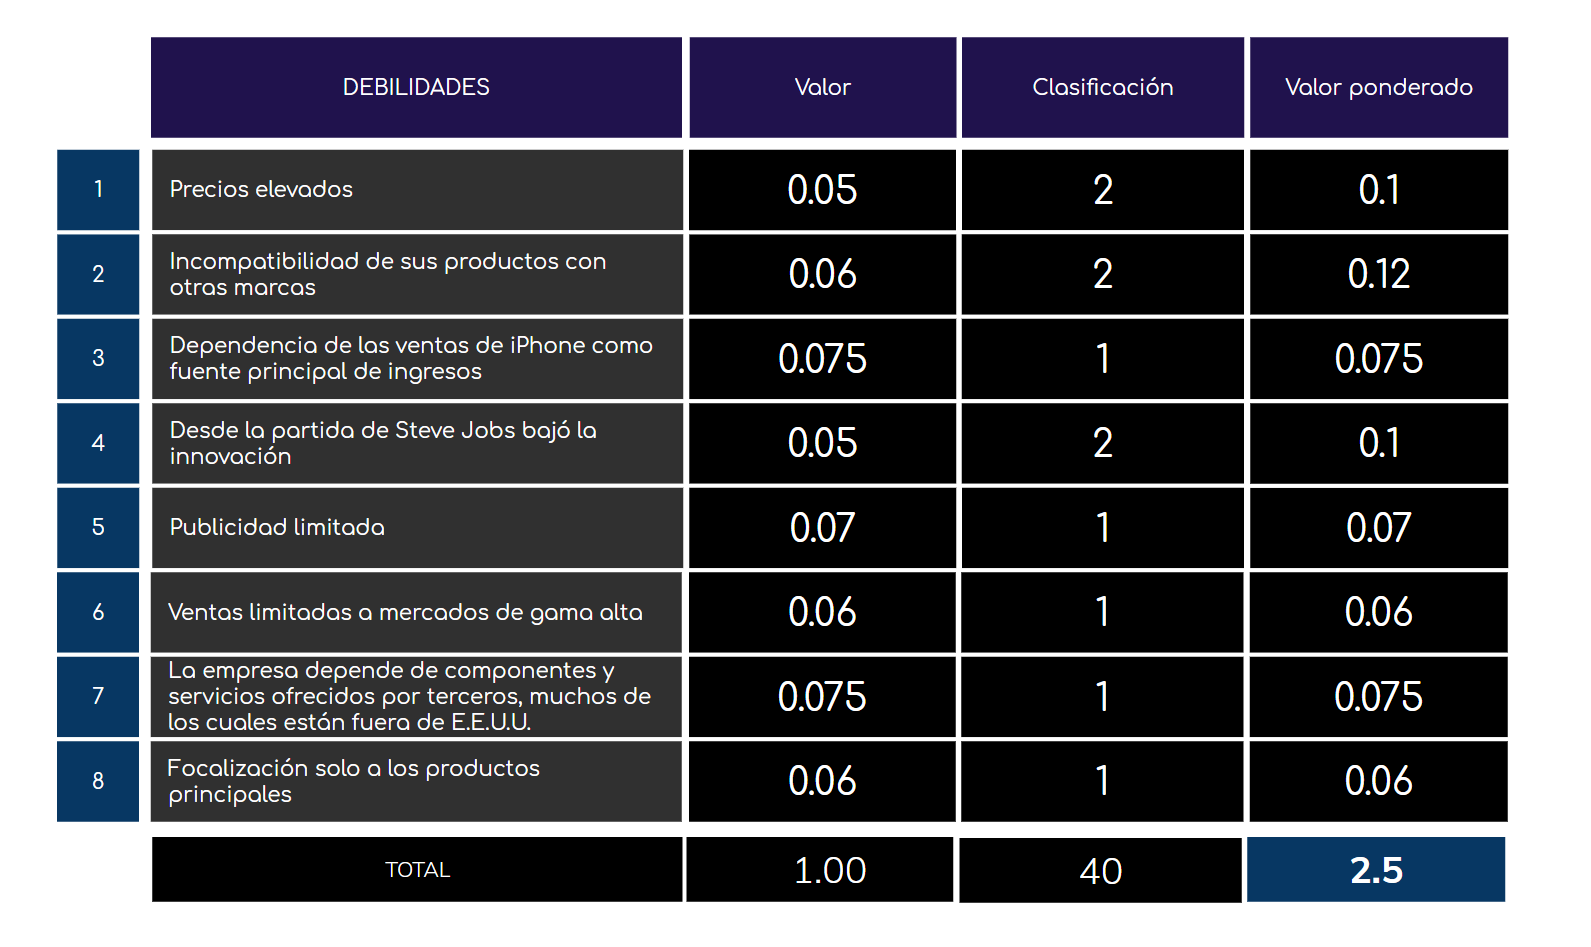 DEBILIDADES Valor Clasificación Valor ponderado
1 Precios elevados 0.05 2 0.1
2 Incompatibilidad de sus productos con
otras marcas 0.06 2 0.12
3 Dependencia de las ventas de iPhone como
fuente principal de ingresos 0.075 1 0.075
4 Desde la partida de Steve Jobs bajó la
innovación 0.05 2 0.1
5 Publicidad limitada 0.07 1 0.07
6 Ventas limitadas a mercados de gama alta 0.06 1 0.06
7 La empresa depende de componentes y
servicios ofrecidos por terceros, muchos de
los cuales están fuera de E.E.U.U. 0.075 1 0.075
8 Focalización solo a los productos
principales 0.06 1 0.06
TOTAL 1.00 40 2.5